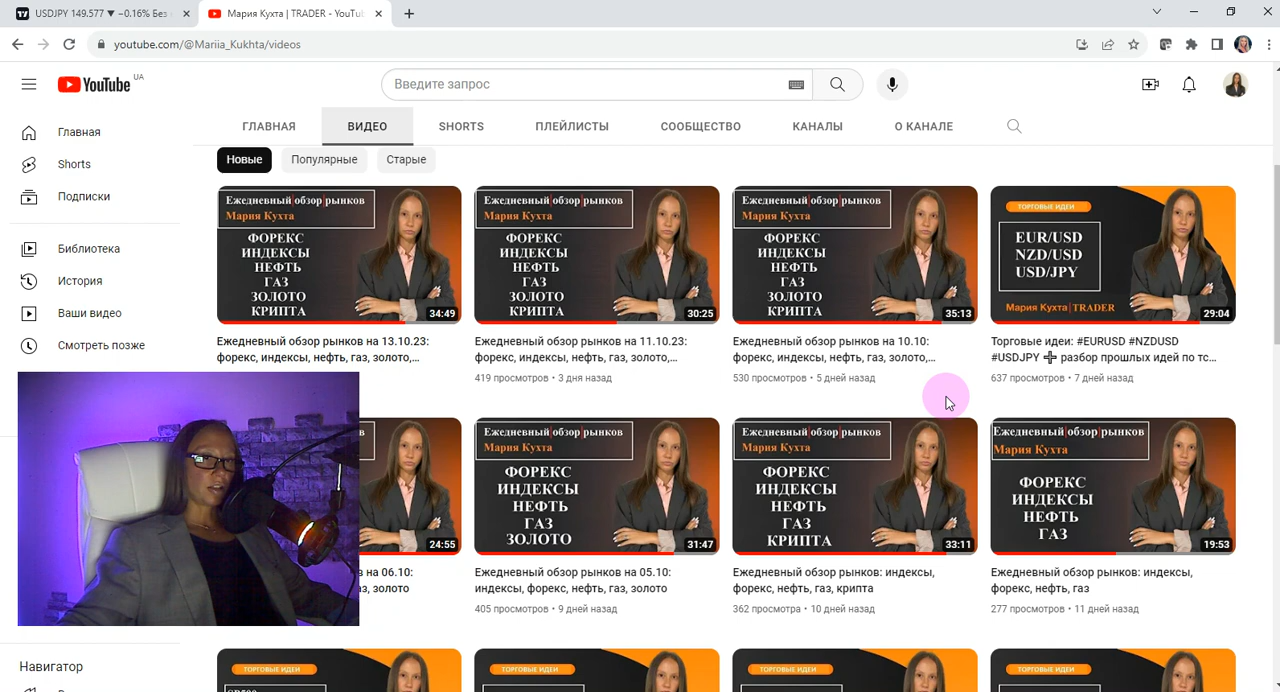 USDJPY 149.577 ▼ −0.16% Без
Мария Кухта | TRADER - YouTu
youtube.com/@Mariia_Kukhta/videos
YouTube UA
Введите запрос
ГЛАВНАЯ
ВИДЕО
SHORTS
ПЛЕЙЛИСТЫ
СООБЩЕСТВО
КАНАЛЫ
О КАНАЛЕ
Главная
Shorts
Подписки
Библиотека
История
Ваши видео
Смотреть позже
Навигатор
Новые
Популярные
Старые
Ежедневный обзор рынков
Мария Кухта
ФОРЕКС
ИНДЕКСЫ
НЕФТЬ
ГАЗ
ЗОЛОТО
КРИПТА
34:49
Ежедневный обзор рынков на 13.10.23:
форекс, индексы, нефть, газ, золото,...
Ежедневный обзор рынков
Мария Кухта
ФОРЕКС
ИНДЕКСЫ
НЕФТЬ
ГАЗ
ЗОЛОТО
КРИПТА
30:25
Ежедневный обзор рынков на 11.10.23:
форекс, индексы, нефть, газ, золото,...
419 просмотров • 3 дня назад
Ежедневный обзор рынков
Мария Кухта
ФОРЕКС
ИНДЕКСЫ
НЕФТЬ
ГАЗ
ЗОЛОТО
КРИПТА
35:13
Ежедневный обзор рынков на 10.10:
форекс, индексы, нефть, газ, золото,...
530 просмотров • 5 дней назад
ТОРГОВЫЕ ИДЕИ
EUR/USD
NZD/USD
USD/JPY
Мария Кухта | TRADER
29:04
Торговые идеи: #EURUSD #NZDUSD
#USDJPY ➕ разбор прошлых идей по тс...
637 просмотров • 7 дней назад
24:55
в на 06.10:
аз, золото
Ежедневный обзор рынков
Мария Кухта
ФОРЕКС
ИНДЕКСЫ
НЕФТЬ
ГАЗ
ЗОЛОТО
31:47
Ежедневный обзор рынков на 05.10:
индексы, форекс, нефть, газ, золото
405 просмотров • 9 дней назад
Ежедневный обзор рынков
Мария Кухта
ФОРЕКС
ИНДЕКСЫ
НЕФТЬ
ГАЗ
КРИПТА
33:11
Ежедневный обзор рынков: индексы,
форекс, нефть, газ, крипта
362 просмотра • 10 дней назад
Ежедневный обзор рынков
Мария Кухта
ФОРЕКС
ИНДЕКСЫ
НЕФТЬ
ГАЗ
19:53
Ежедневный обзор рынков: индексы,
форекс, нефть, газ
277 просмотров • 11 дней назад
ТОРГОВЫЕ ИДЕИ
ТОРГОВЫЕ ИДЕИ
ТОРГОВЫЕ ИДЕИ
ТОРГОВЫЕ ИДЕИ